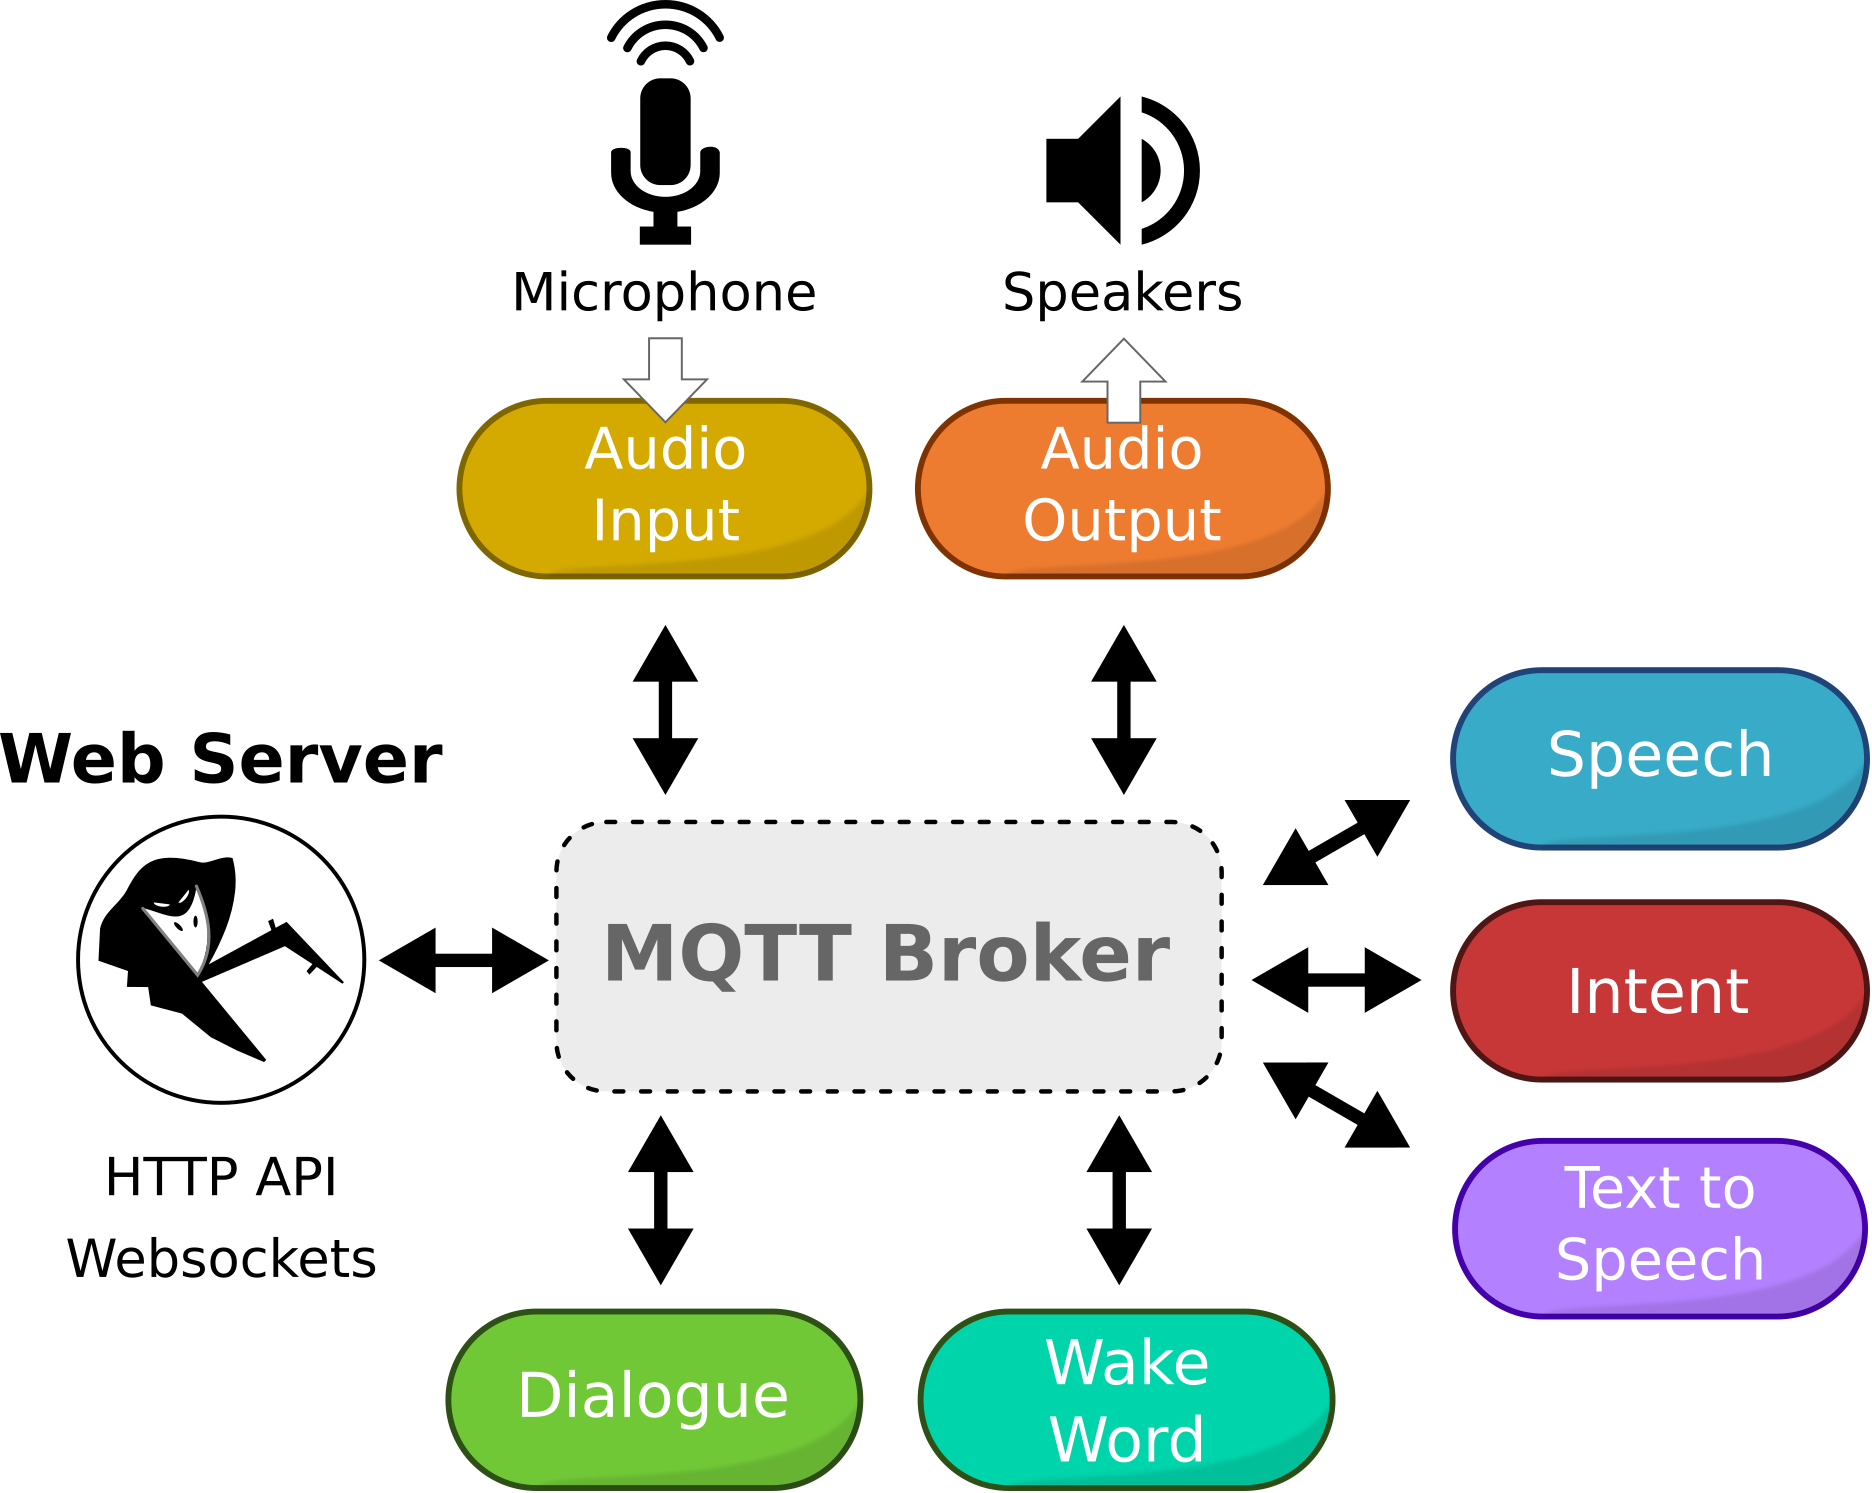 Microphone
Speakers
Audio
Input
Audio
Output
Web Server
Speech
MQTT Broker
Intent
HTTP API
Websockets
Text to
Speech
Dialogue
Wake
Word